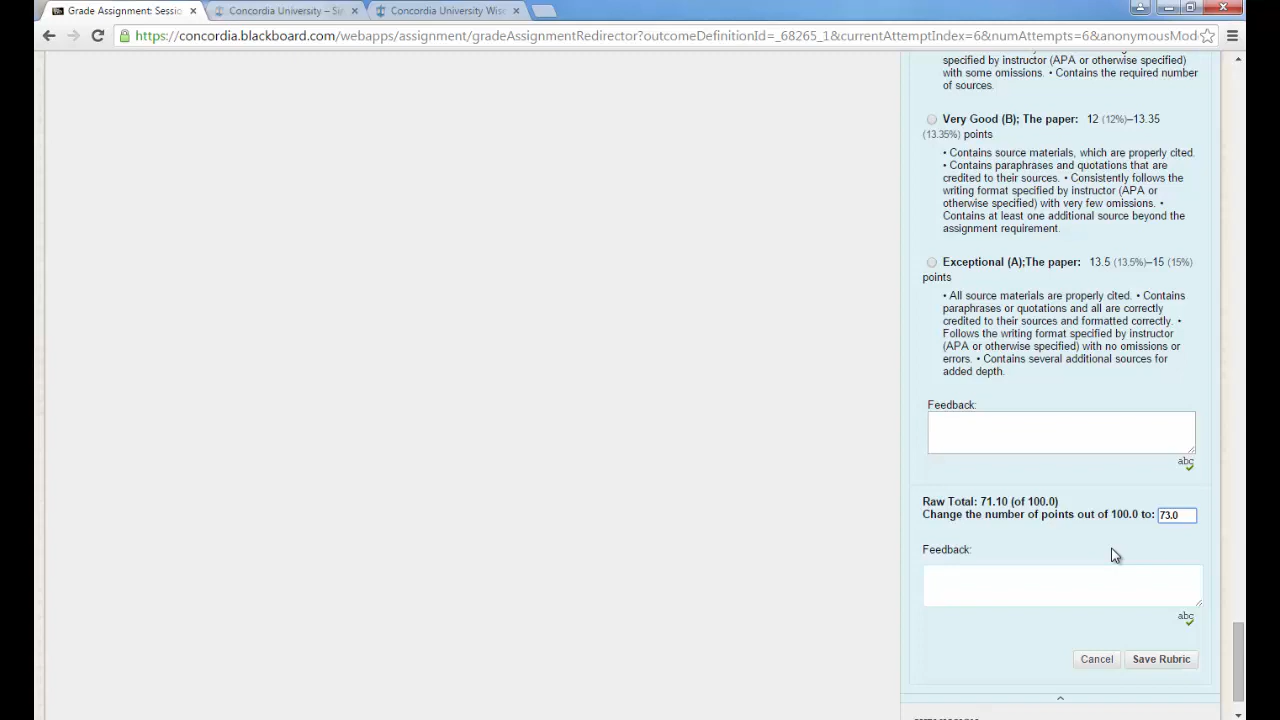 Grade Assignment: Sessio
Concordia University – Sir
Concordia University Wisc
https://concordia.blackboard.com/webapps/assignment/gradeAssignmentRedirector?outcomeDefinitionId=_68265_1&currentAttemptIndex=6&numAttempts=6&anonymousMod
specified by instructor (APA or otherwise specified)
with some omissions. • Contains the required number
of sources.
Very Good (B); The paper: 12 (12%)–13.35
(13.35%) points
• Contains source materials, which are properly cited.
• Contains paraphrases and quotations that are
credited to their sources. • Consistently follows the
writing format specified by instructor (APA or
otherwise specified) with very few omissions. •
Contains at least one additional source beyond the
assignment requirement.
Exceptional (A);The paper: 13.5 (13.5%)–15 (15%)
points
• All source materials are properly cited. • Contains
paraphrases or quotations and all are correctly
credited to their sources and formatted correctly. •
Follows the writing format specified by instructor
(APA or otherwise specified) with no omissions or
errors. • Contains several additional sources for
added depth.
Feedback:
abc
Raw Total: 71.10 (of 100.0)
Change the number of points out of 100.0 to: 73.0
Feedback:
abc
Cancel Save Rubric